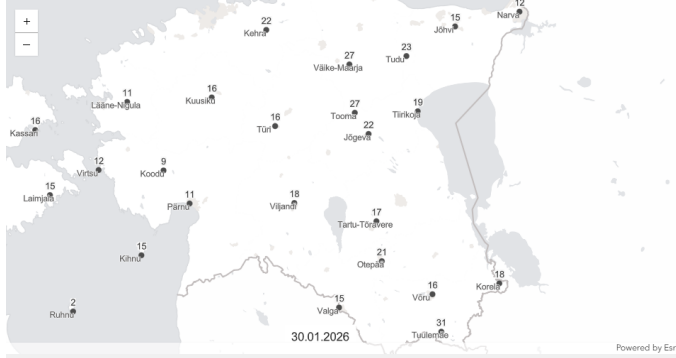 +
−
12
Narva
15
Jõhvi
22
Kehra
23
Tudu
27
Väike-Maarja
16
Kuusiku
11
Lääne-Nigula
27
Tooma
19
Tiirikoja
16
Kassari
16
Türi
22
Jõgeva
12
Virtsu
9
Koodu
15
Laimjala
11
Pärnu
18
Viljandi
17
Tartu-Tõravere
15
Kihnu
21
Otepää
18
Korela
16
Võru
2
Ruhnu
15
Valga
31
Tuulemäe
30.01.2026
Powered by Esr